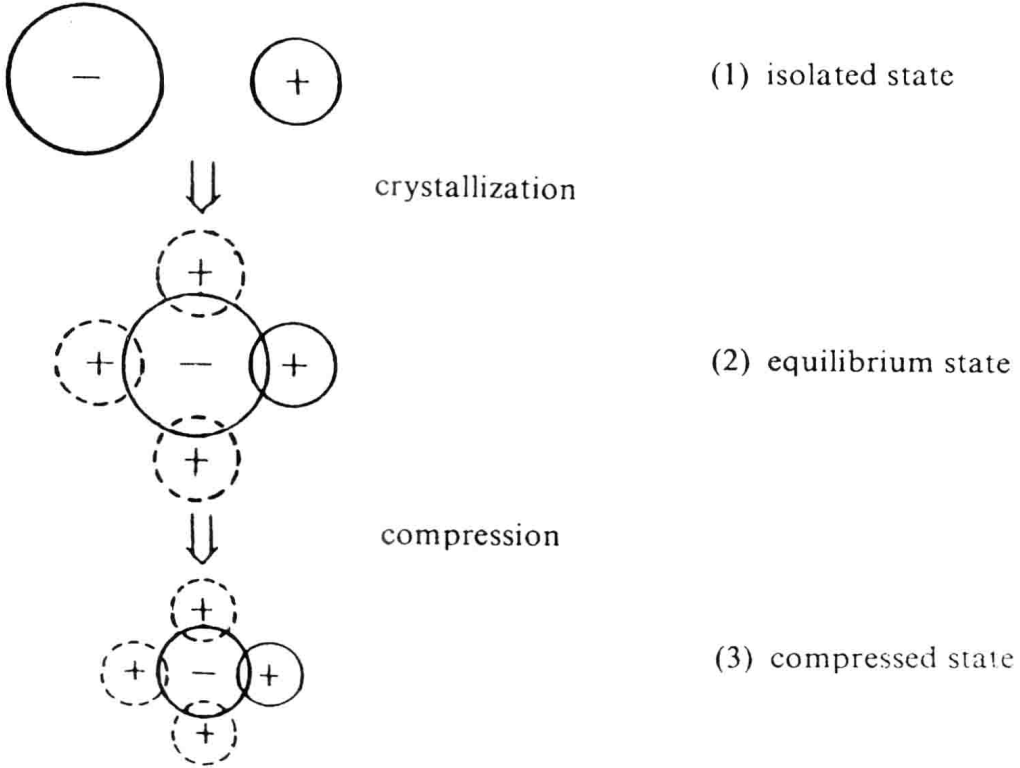 − +
(1) isolated state
crystallization
+
+ − +
(2) equilibrium state
+
compression
+
+ − +
(3) compressed state
+